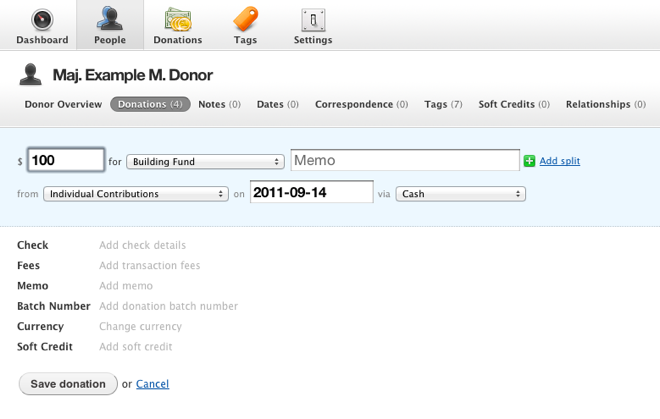 Dashboard People Donations Tags Settings
Maj. Example M. Donor
Donor Overview Donations (4) Notes (0) Dates (0) Correspondence (0) Tags (7) Soft Credits (0) Relationships (0)
$ 100 for Building Fund Memo Add split
from Individual Contributions on 2011-09-14 via Cash
Check Add check details
Fees Add transaction fees
Memo Add memo
Batch Number Add donation batch number
Currency Change currency
Soft Credit Add soft credit
Save donation or Cancel